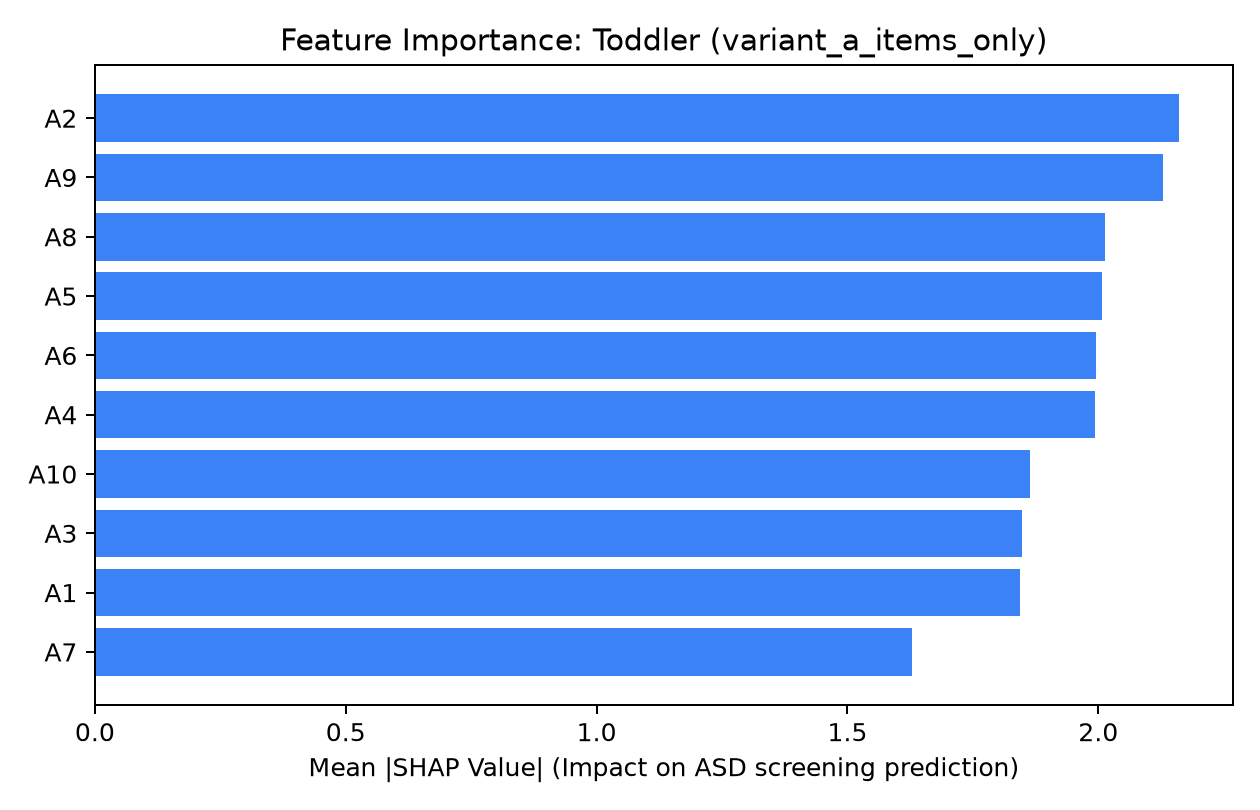 Feature Importance: Toddler (variant_a_items_only)
A2
A9
A8
A5
A6
A4
A10
A3
A1
A7
0.0 0.5 1.0 1.5 2.0
Mean |SHAP Value| (Impact on ASD screening prediction)